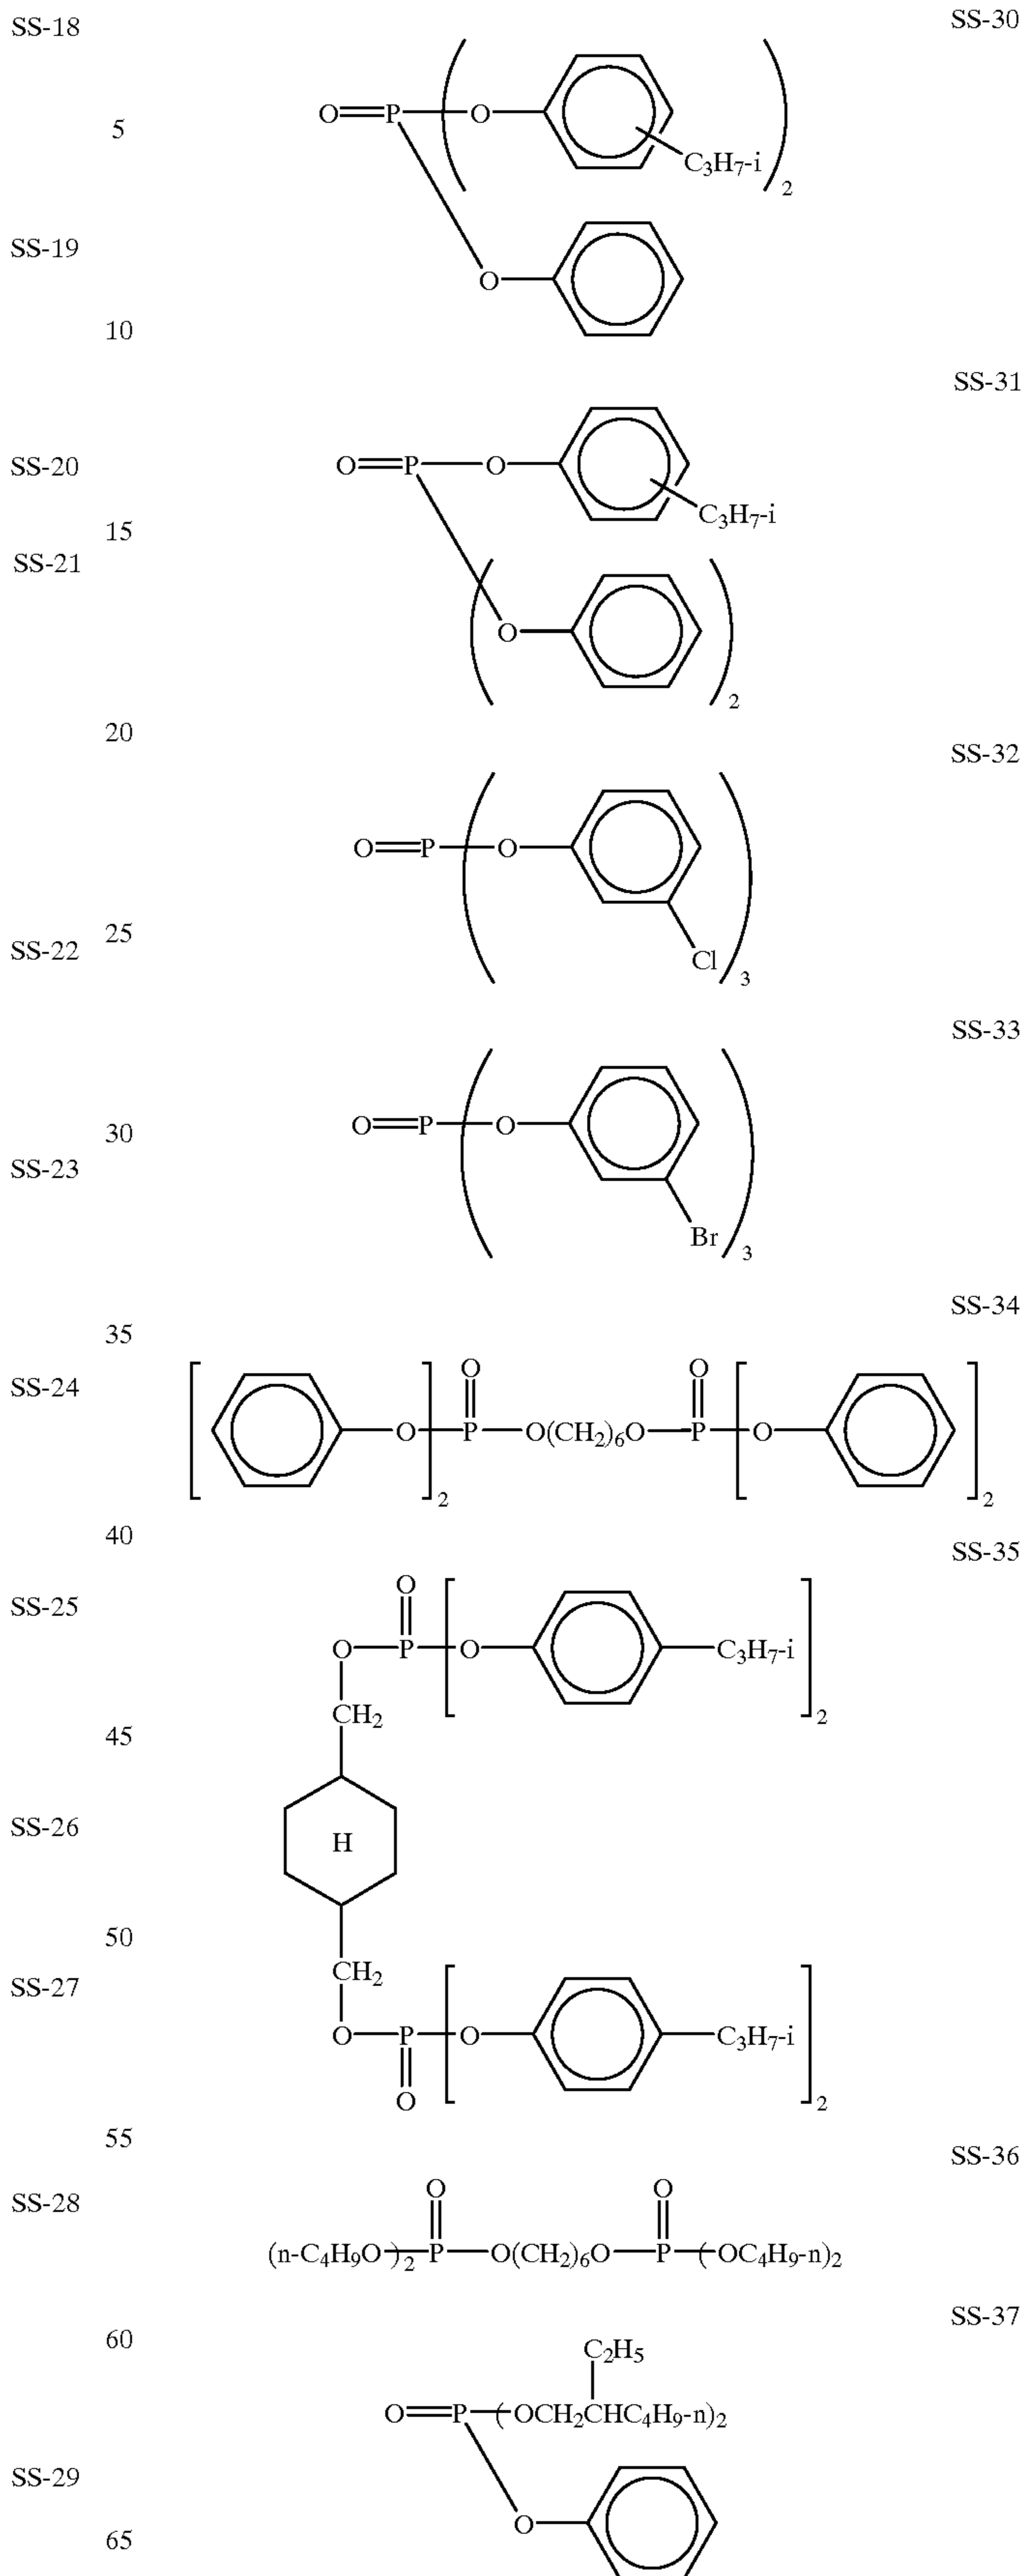 SS-18
SS-30
O=P O C3H7-i 2
5
O
SS-19
10
SS-31
SS-20
O=P O C3H7-i
15
SS-21
O 2
20
SS-32
O=P O Cl 3
25
SS-22
SS-33
O=P O Br 3
30
SS-23
SS-34
35
SS-24
O O
O P O(CH2)6O P O
2 2
40
SS-35
SS-25
O
O P O C3H7-i 2
CH2
45
SS-26
H
50
SS-27
CH2
O P O C3H7-i
O 2
55
SS-36
SS-28
O O
(n-C4H9O)2 P O(CH2)6O P (OC4H9-n)2
SS-37
60
C2H5
O=P (OCH2CHC4H9-n)2
SS-29
O
65